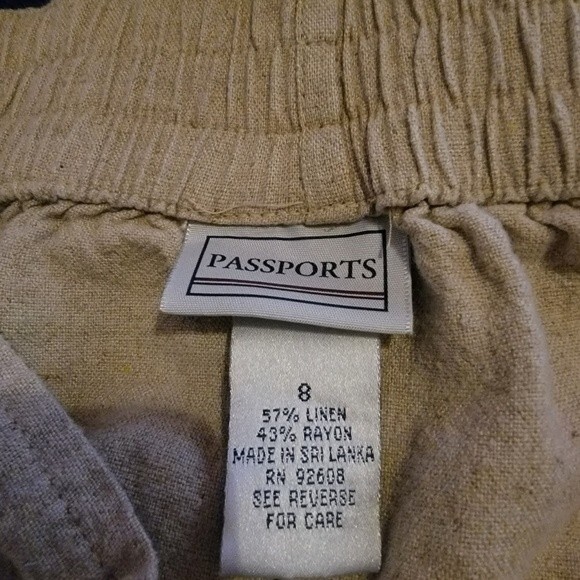 PASSPORTS
8
57% LINEN
43% RAYON
MADE IN SRI LANKA
RN 92608
SEE REVERSE
FOR CARE